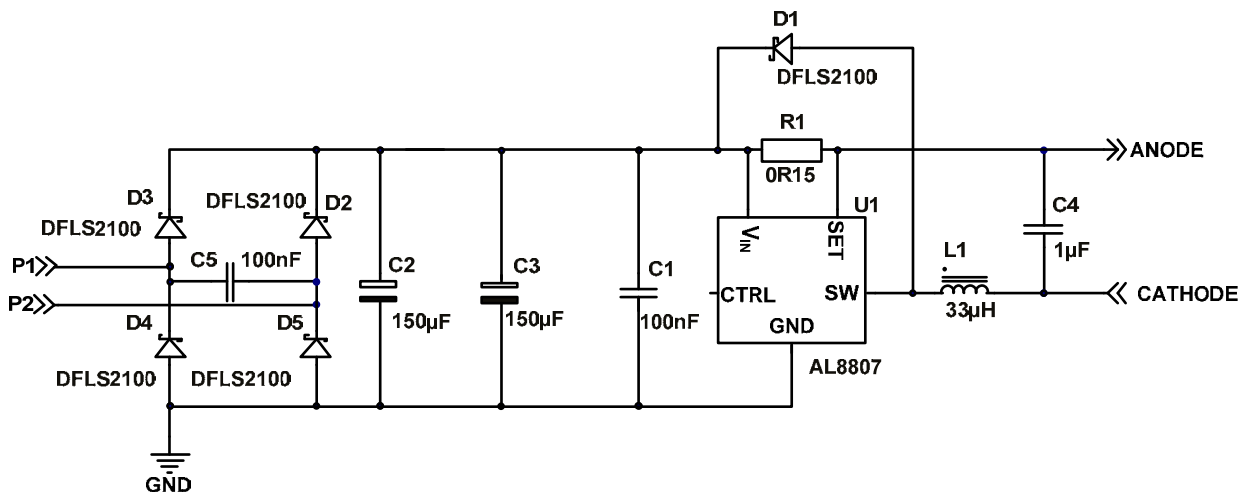 D1
DFLS2100
R1
0R15
ANODE
D3
DFLS2100
DFLS2100
D2
U1
C4
1µF
VIN
SET
P1
C5
100nF
C2
150µF
C3
150µF
C1
100nF
CTRL
SW
GND
L1
33µH
CATHODE
P2
D4
D5
DFLS2100
DFLS2100
AL8807
GND